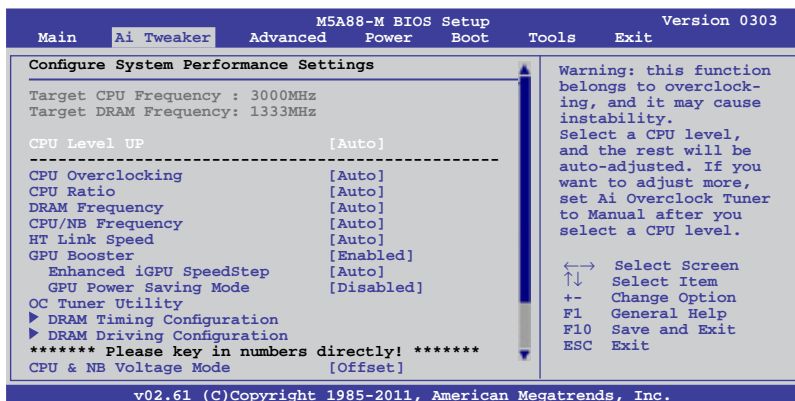 M5A88-M BIOS Setup Version 0303
Main Ai Tweaker Advanced Power Boot Tools Exit
Configure System Performance Settings
Target CPU Frequency : 3000MHz
Target DRAM Frequency: 1333MHz
CPU Level UP [Auto]
--------------------------------------------------
CPU Overclocking [Auto]
CPU Ratio [Auto]
DRAM Frequency [Auto]
CPU/NB Frequency [Auto]
HT Link Speed [Auto]
GPU Booster [Enabled]
Enhanced iGPU SpeedStep [Auto]
GPU Power Saving Mode [Disabled]
OC Tuner Utility
▶ DRAM Timing Configuration
▶ DRAM Driving Configuration
******* Please key in numbers directly! *******
CPU & NB Voltage Mode [Offset]
Warning: this function
belongs to overclock-
ing, and it may cause
instability.
Select a CPU level,
and the rest will be
auto-adjusted. If you
want to adjust more,
set Ai Overclock Tuner
to Manual after you
select a CPU level.
←→ Select Screen
↑↓ Select Item
+- Change Option
F1 General Help
F10 Save and Exit
ESC Exit
v02.61 (C)Copyright 1985-2011, American Megatrends, Inc.